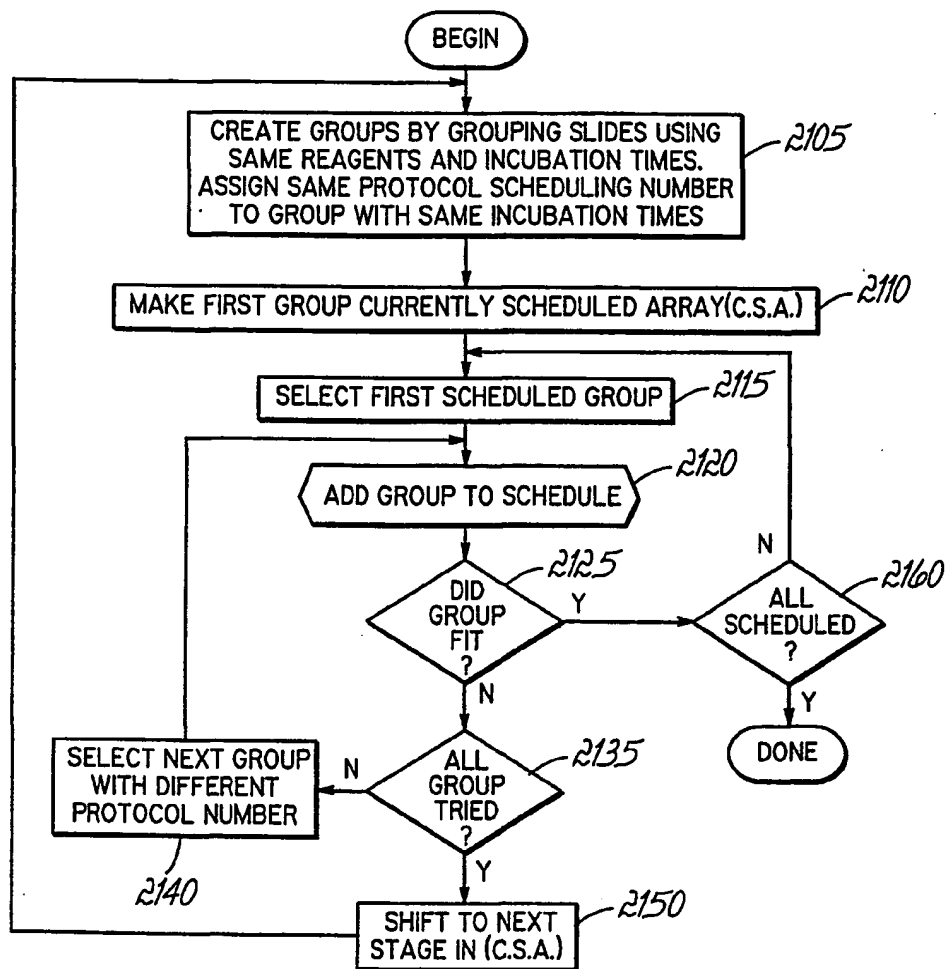 BEGIN
CREATE GROUPS BY GROUPING SLIDES USING
SAME REAGENTS AND INCUBATION TIMES.
ASSIGN SAME PROTOCOL SCHEDULING NUMBER
TO GROUP WITH SAME INCUBATION TIMES
2105
MAKE FIRST GROUP CURRENTLY SCHEDULED ARRAY(C.S.A.)
2110
SELECT FIRST SCHEDULED GROUP
2115
ADD GROUP TO SCHEDULE
2120
DID
GROUP
FIT
?
2125
Y
N
N
ALL
SCHEDULED
?
2160
Y
DONE
ALL
GROUP
TRIED
?
2135
N
Y
SELECT NEXT GROUP
WITH DIFFERENT
PROTOCOL NUMBER
2140
SHIFT TO NEXT
STAGE IN (C.S.A.)
2150